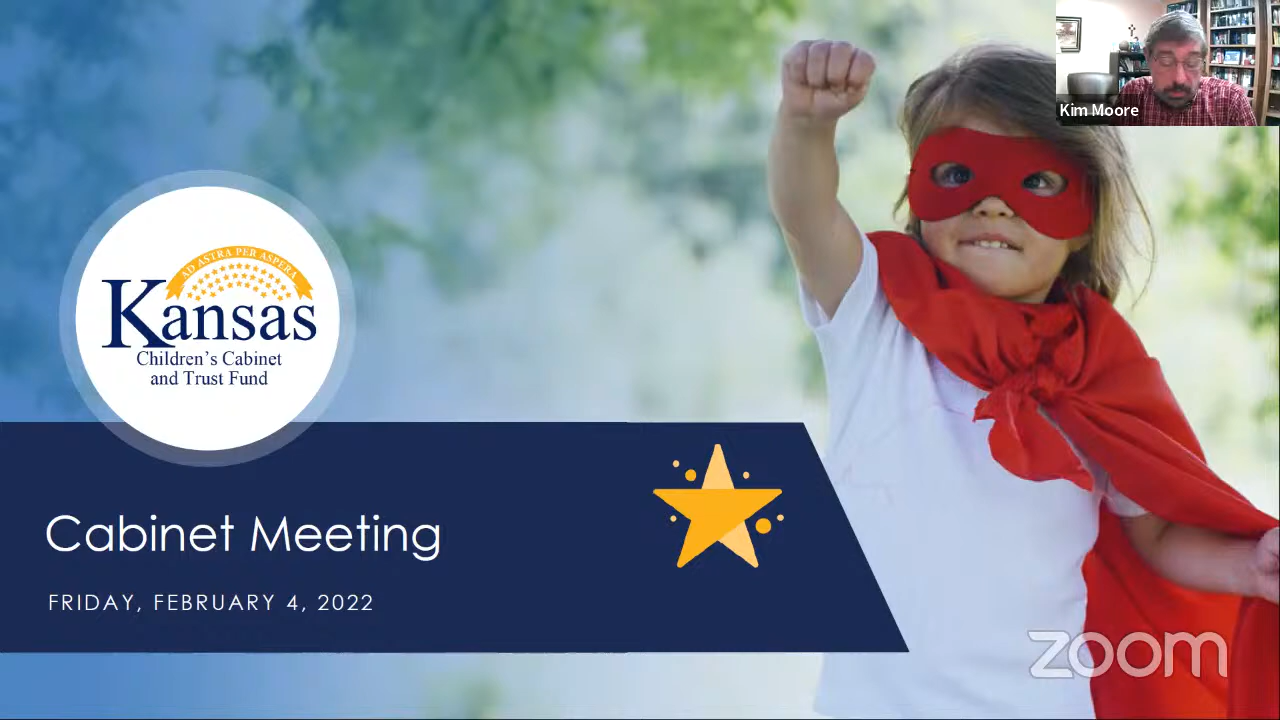 Kim Moore
AD ASTRA PER ASPERA
Kansas
Children's Cabinet
and Trust Fund
Cabinet Meeting
FRIDAY, FEBRUARY 4, 2022
zoom